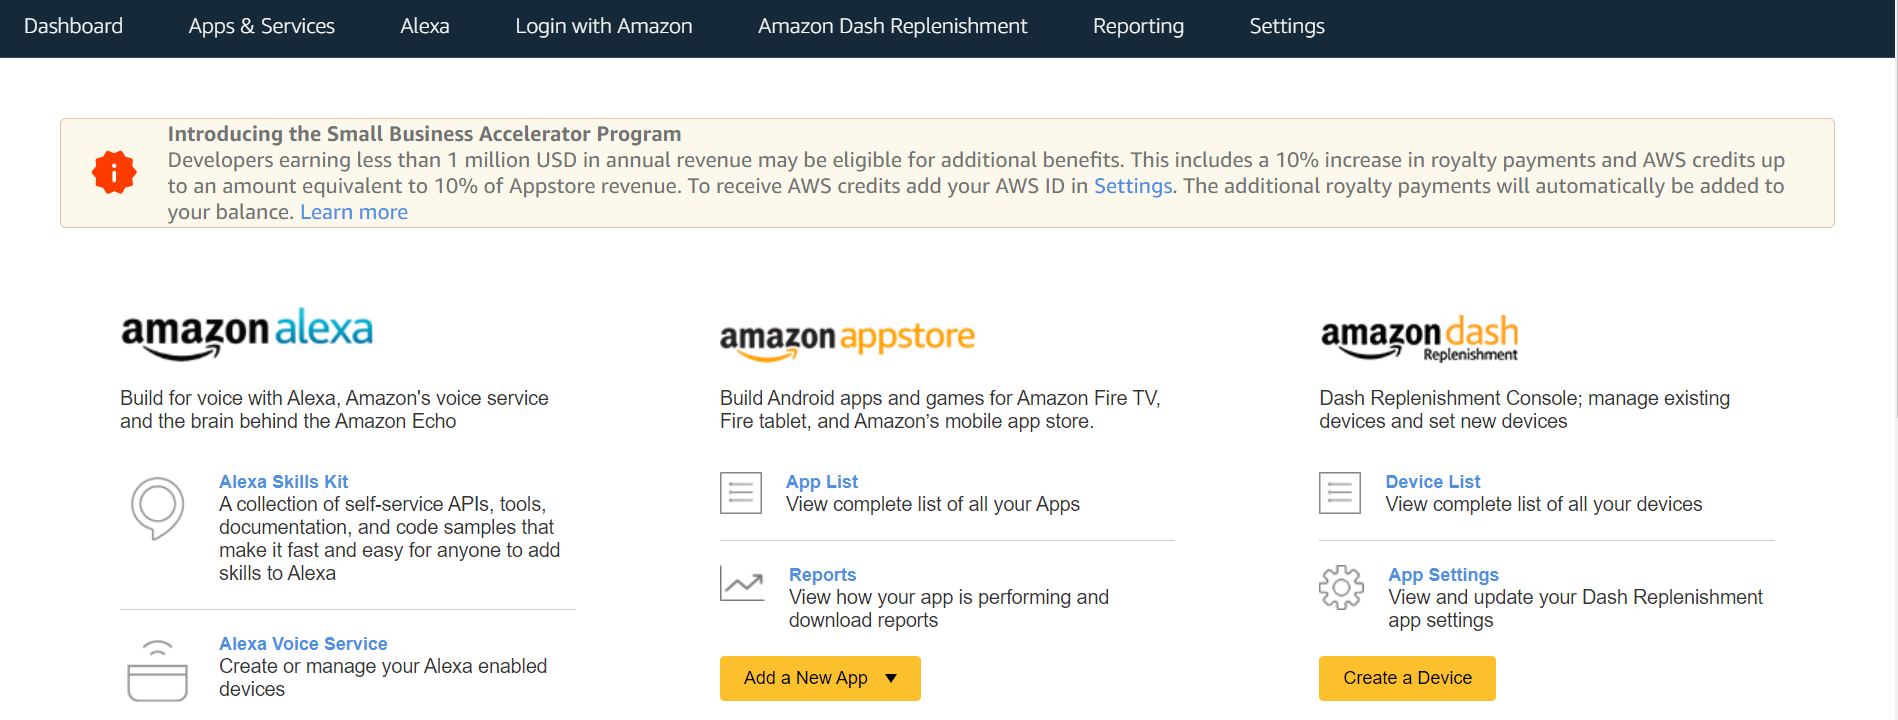 Dashboard Apps & Services Alexa Login with Amazon Amazon Dash Replenishment Reporting Settings
Introducing the Small Business Accelerator Program
Developers earning less than 1 million USD in annual revenue may be eligible for additional benefits. This includes a 10% increase in royalty payments and AWS credits up
to an amount equivalent to 10% of Appstore revenue. To receive AWS credits add your AWS ID in Settings. The additional royalty payments will automatically be added to
your balance. Learn more
amazon alexa
Build for voice with Alexa, Amazon's voice service
and the brain behind the Amazon Echo
Alexa Skills Kit
A collection of self-service APIs, tools,
documentation, and code samples that
make it fast and easy for anyone to add
skills to Alexa
Alexa Voice Service
Create or manage your Alexa enabled
devices
amazon appstore
Build Android apps and games for Amazon Fire TV,
Fire tablet, and Amazon’s mobile app store.
App List
View complete list of all your Apps
Reports
View how your app is performing and
download reports
Add a New App
amazon dash
Replenishment
Dash Replenishment Console; manage existing
devices and set new devices
Device List
View complete list of all your devices
App Settings
View and update your Dash Replenishment
app settings
Create a Device